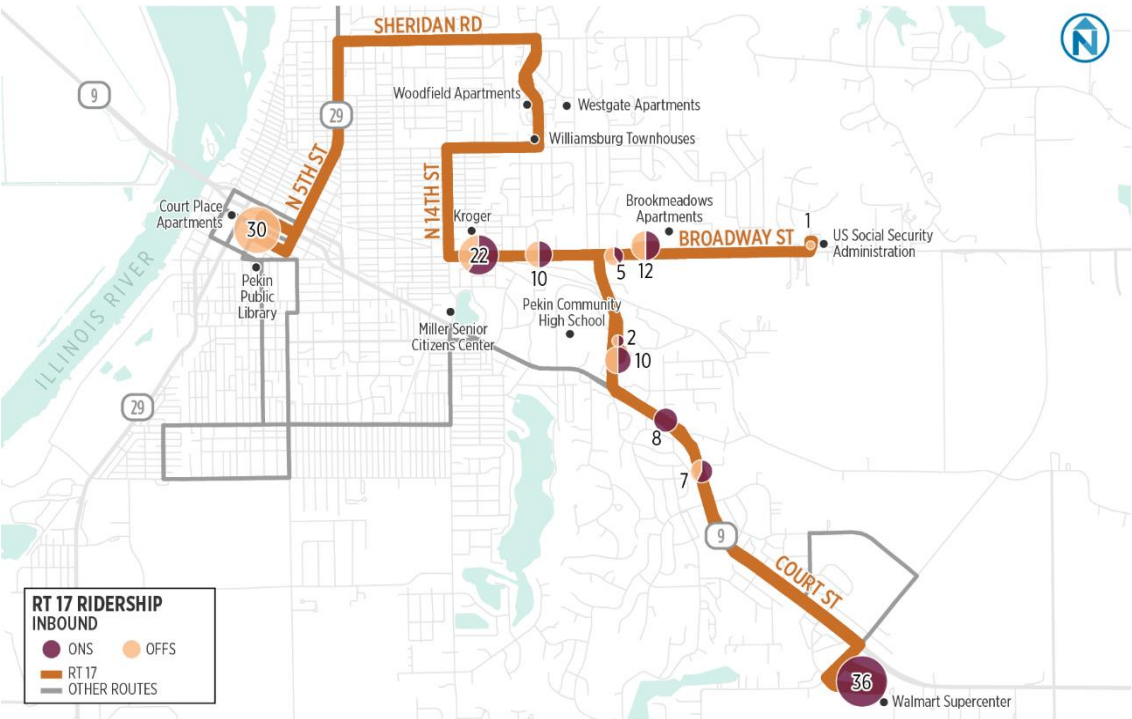 N
SHERIDAN RD
9
Woodfield Apartments
Westgate Apartments
29
Williamsburg Townhouses
N 5TH ST
N 14TH ST
Court Place
Apartments
30
Kroger
22
10
5
12
Brookmeadows
Apartments
BROADWAY ST
1
US Social Security
Administration
Pekin
Public
Library
ILLINOIS RIVER
Miller Senior
Citizens Center
Pekin Community
High School
2
10
29
8
7
9
COURT ST
36
Walmart Supercenter
RT 17 RIDERSHIP
INBOUND
ONS OFFS
RT 17
OTHER ROUTES